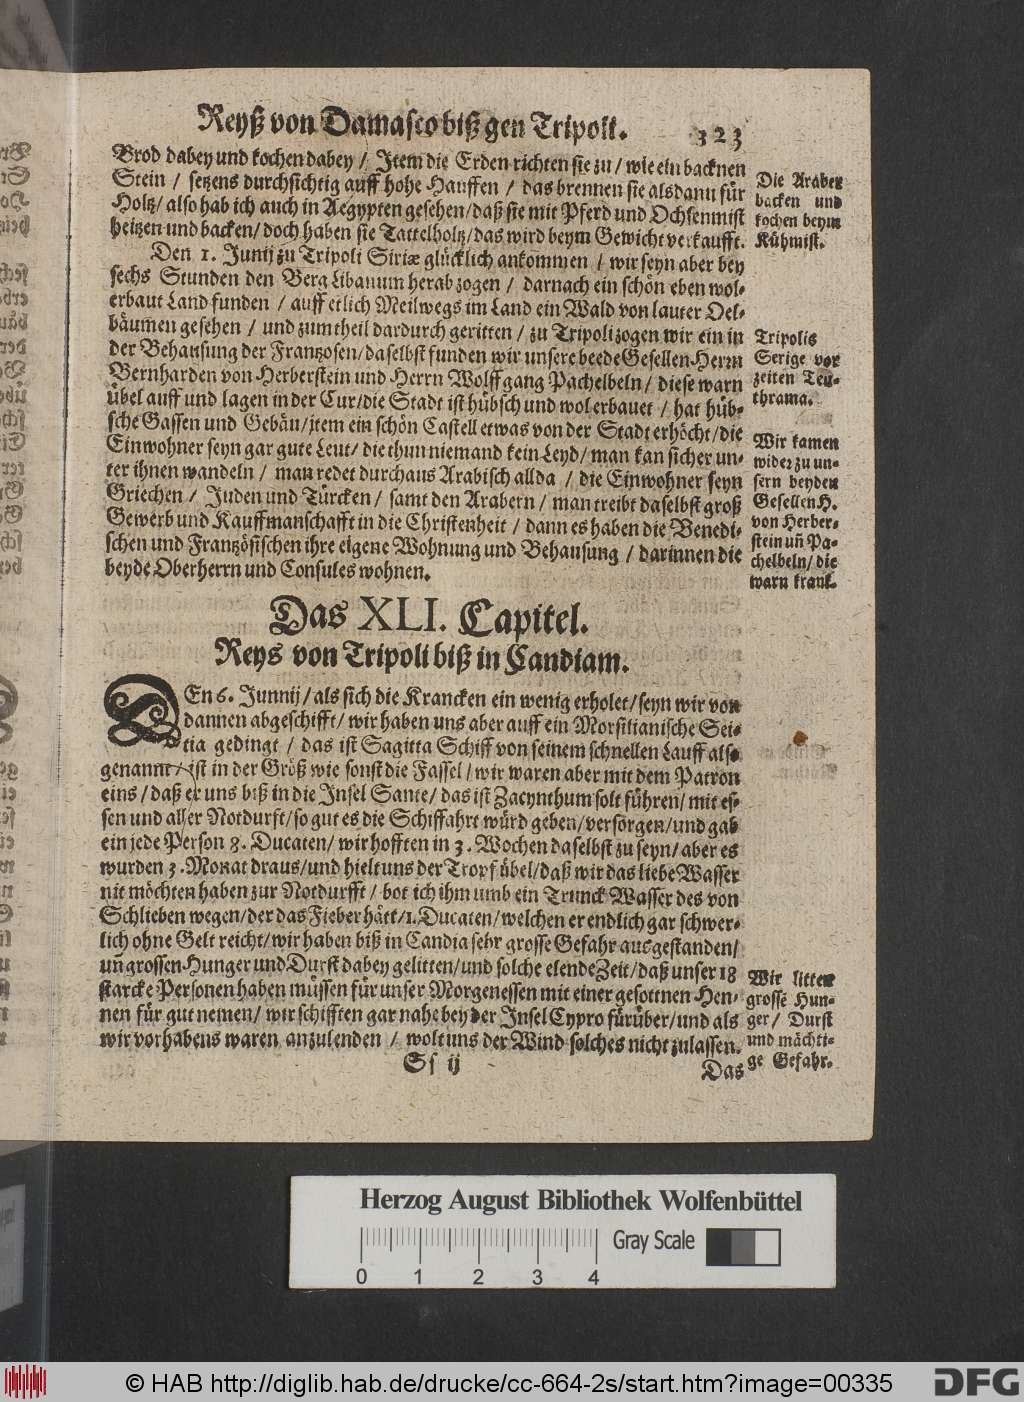 Reyß von Damasco biß gen Tripoli. 323
Brod dabey und kochen dabey / Item die Erden richten sie zu / wie ein backnen
Stein / setzens durchsichtig auff hohe Hauffen / das brennen sie alsdann für
Holtz / also hab ich auch in Aegypten gesehen / daß sie mit Pferd und Ochsenmist
heitzen und backen / doch haben sie Tattelholtz / das wird beym Gewicht verkaufft.
Die Araber
backen und
kochen beym
Kühmist.
Den 1. Junij zu Tripoli Siriæ glücklich ankommen / wir seyn aber bey
sechs Stunden den Berg Libanum herab zogen / darnach ein schön eben wol-
erbaut Land funden / auff etlich Meilwegs im Land ein Wald von lauter Oel-
bäumen gesehen / und zum theil dardurch geritten / zu Tripoli zogen wir ein in
der Behausung der Frantzosen / daselbst funden wir unsere beede Gesellen Herrn
Bernharden von Herberstein und Herrn Wolffgang Pachelbeln / diese warn
übel auff und lagen in der Cur / die Stadt ist hübsch und wol erbauet / hat hüb-
sche Gassen und Gebäu / jtem ein schön Castell etwas von der Stadt erhöcht / die
Einwohner seyn gar gute Leut / die thun niemand kein Leyd / man kan sicher un-
ter ihnen wandeln / man redet durchaus Arabisch allda / die Einwohner seyn
Griechen / Juden und Türcken / samt den Arabern / man treibt daselbst groß
Gewerb und Kauffmanschafft in die Christenheit / dann es haben die Benedi-
schen und Frantzösischen ihre eigene Wohnung und Behausung / darinnen die
beyde Oberherrn und Consules wohnen.
Tripolis
Serige vor
zeiten Teu-
thrama.
Wir kamen
wider zu un-
sern beyden
Gesellen H.
von Herber-
stein uñ Pa-
chelbeln / die
warn krank.
Das XLI. Capitel.
Reys von Tripoli biß in Candiam.
DEn 6. Junnij / als sich die Krancken ein wenig erholet / seyn wir von
dannen abgeschifft / wir haben uns aber auff ein Morsilianische Sei-
tia gedingt / das ist Sagitta Schiff von seinem schnellen Lauff also
genannt / ist in der Größ wie sonst die Fassel / wir waren aber mit dem Patron
eins / daß er uns biß in die Insel Sante / das ist Zacynthum solt führen / mit es-
sen und aller Notdurft / so gut es die Schiffahrt würd geben / versorgen / und gab
ein jede Person 8. Ducaten / wir hofften in 3. Wochen daselbst zu seyn / aber es
wurden 3. Monat draus / und hielt uns der Tropf übel / daß wir das liebe Wasser
nit möchten haben zur Notdurfft / bot ich ihm umb ein Trunck Wasser des von
Schlieben wegen / der das Fieber hätt / 1. Ducaten / welchen er endlich gar schwer-
lich ohne Gelt reicht / wir haben biß in Candia sehr grosse Gefahr ausgestanden /
uñ grossen Hunger und Durst dabey gelitten / und solche elende Zeit / daß unser 18
starcke Personen haben müssen für unser Morgenessen mit einer gesottnen Hen-
nen für gut nemen / wir schifften gar nahe bey der Insel Cypro fürüber / und als
wir vorhabens waren anzulenden / wolt uns der Wind solches nicht zulassen.
Wir litten
grosse Hun-
ger / Durst
und mächti-
ge Gefahr.
Ss ij
Das
Herzog August Bibliothek Wolfenbüttel
0 1 2 3 4
Gray Scale
© HAB http://diglib.hab.de/drucke/cc-664-2s/start.htm?image=00335
DFG